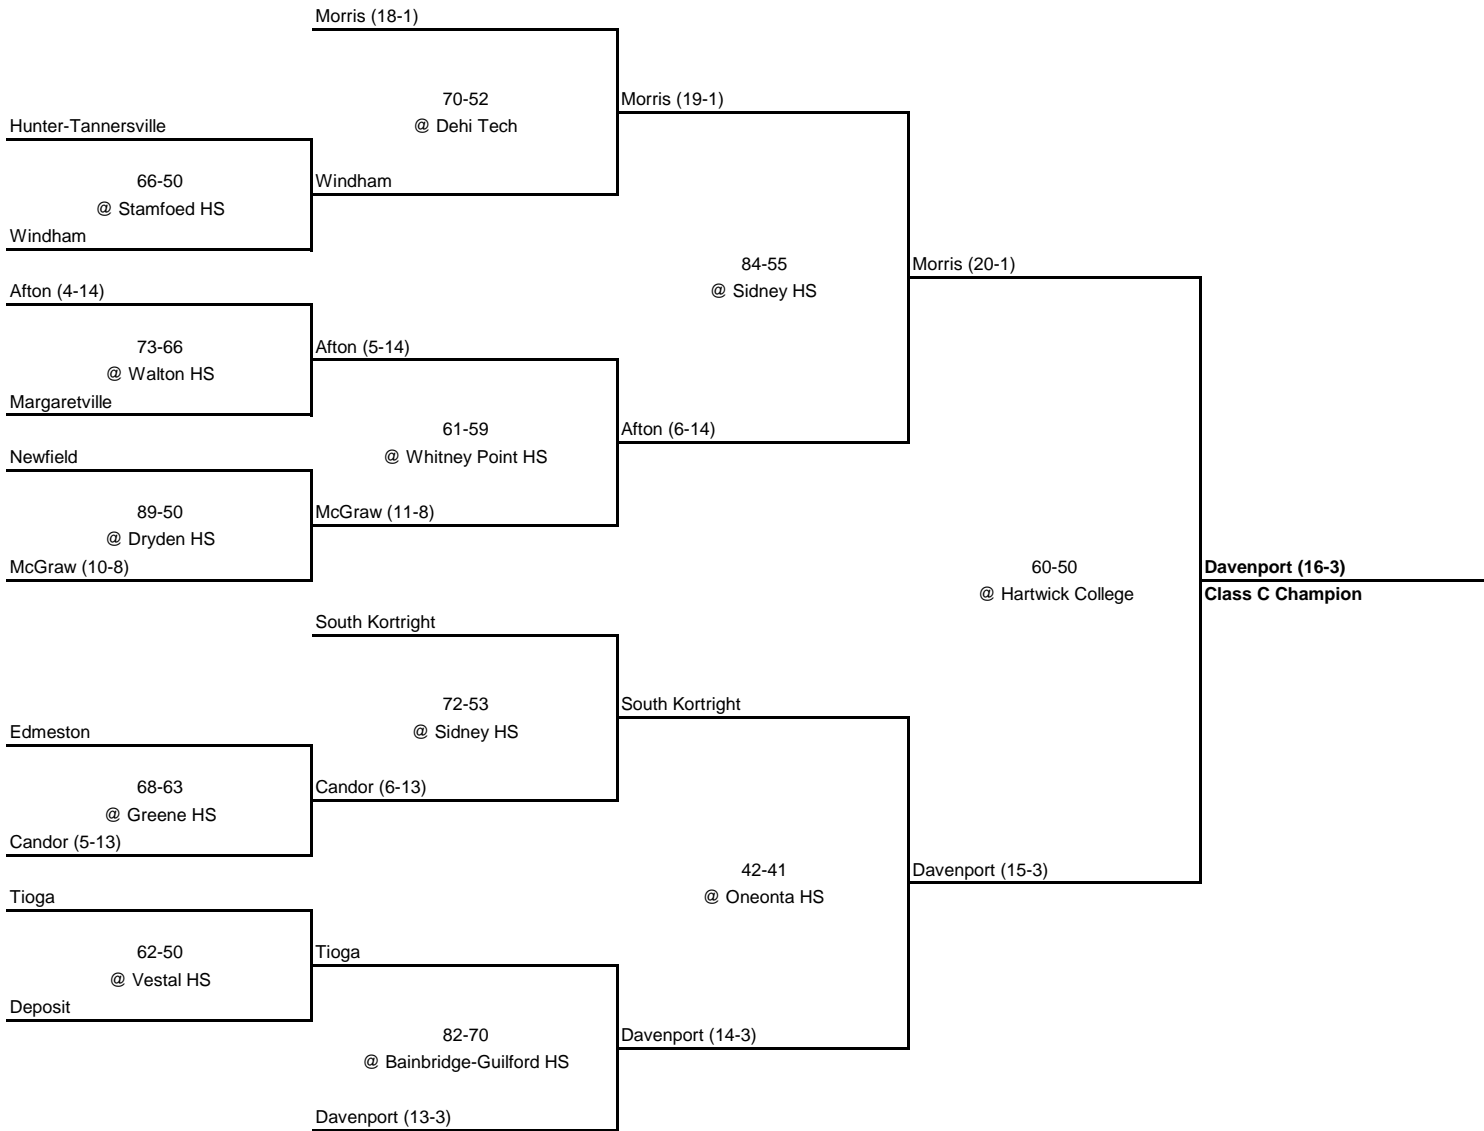 Morris (18-1)
70-52
@ Dehi Tech
Morris (19-1)
Hunter-Tannersville
66-50
@ Stamfoed HS
Windham
Windham
84-55
@ Sidney HS
Morris (20-1)
Afton (4-14)
73-66
@ Walton HS
Afton (5-14)
Margaretville
61-59
@ Whitney Point HS
Afton (6-14)
Newfield
89-50
@ Dryden HS
McGraw (11-8)
McGraw (10-8)
60-50
@ Hartwick College
Davenport (16-3)
Class C Champion
South Kortright
72-53
@ Sidney HS
South Kortright
Edmeston
68-63
@ Greene HS
Candor (6-13)
Candor (5-13)
42-41
@ Oneonta HS
Davenport (15-3)
Tioga
62-50
@ Vestal HS
Tioga
Deposit
82-70
@ Bainbridge-Guilford HS
Davenport (14-3)
Davenport (13-3)